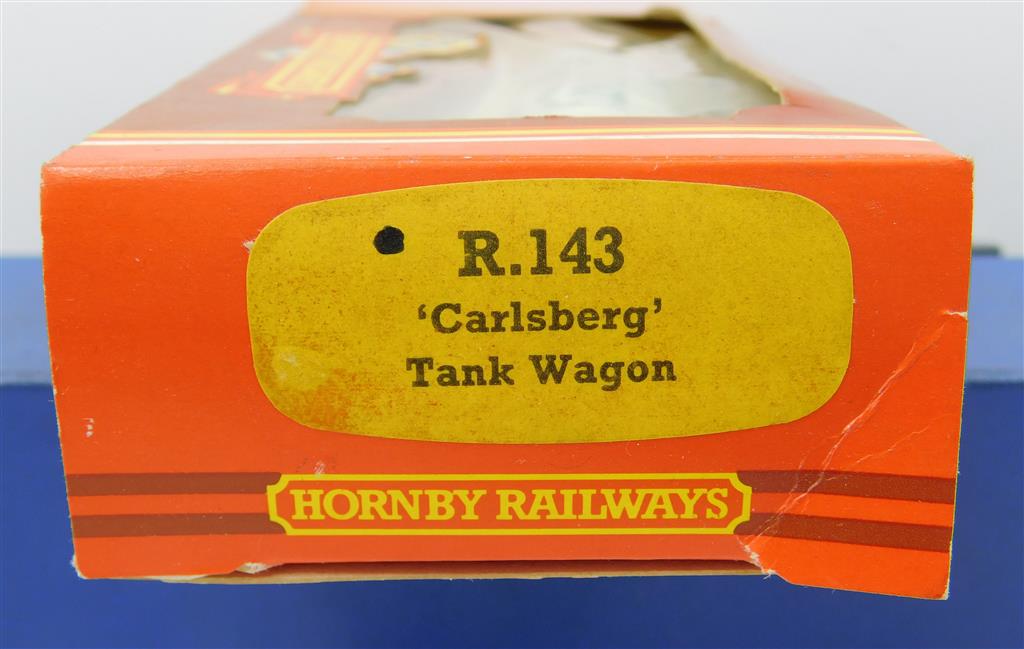 R.143
‘Carlsberg’
Tank Wagon
HORNBY RAILWAYS